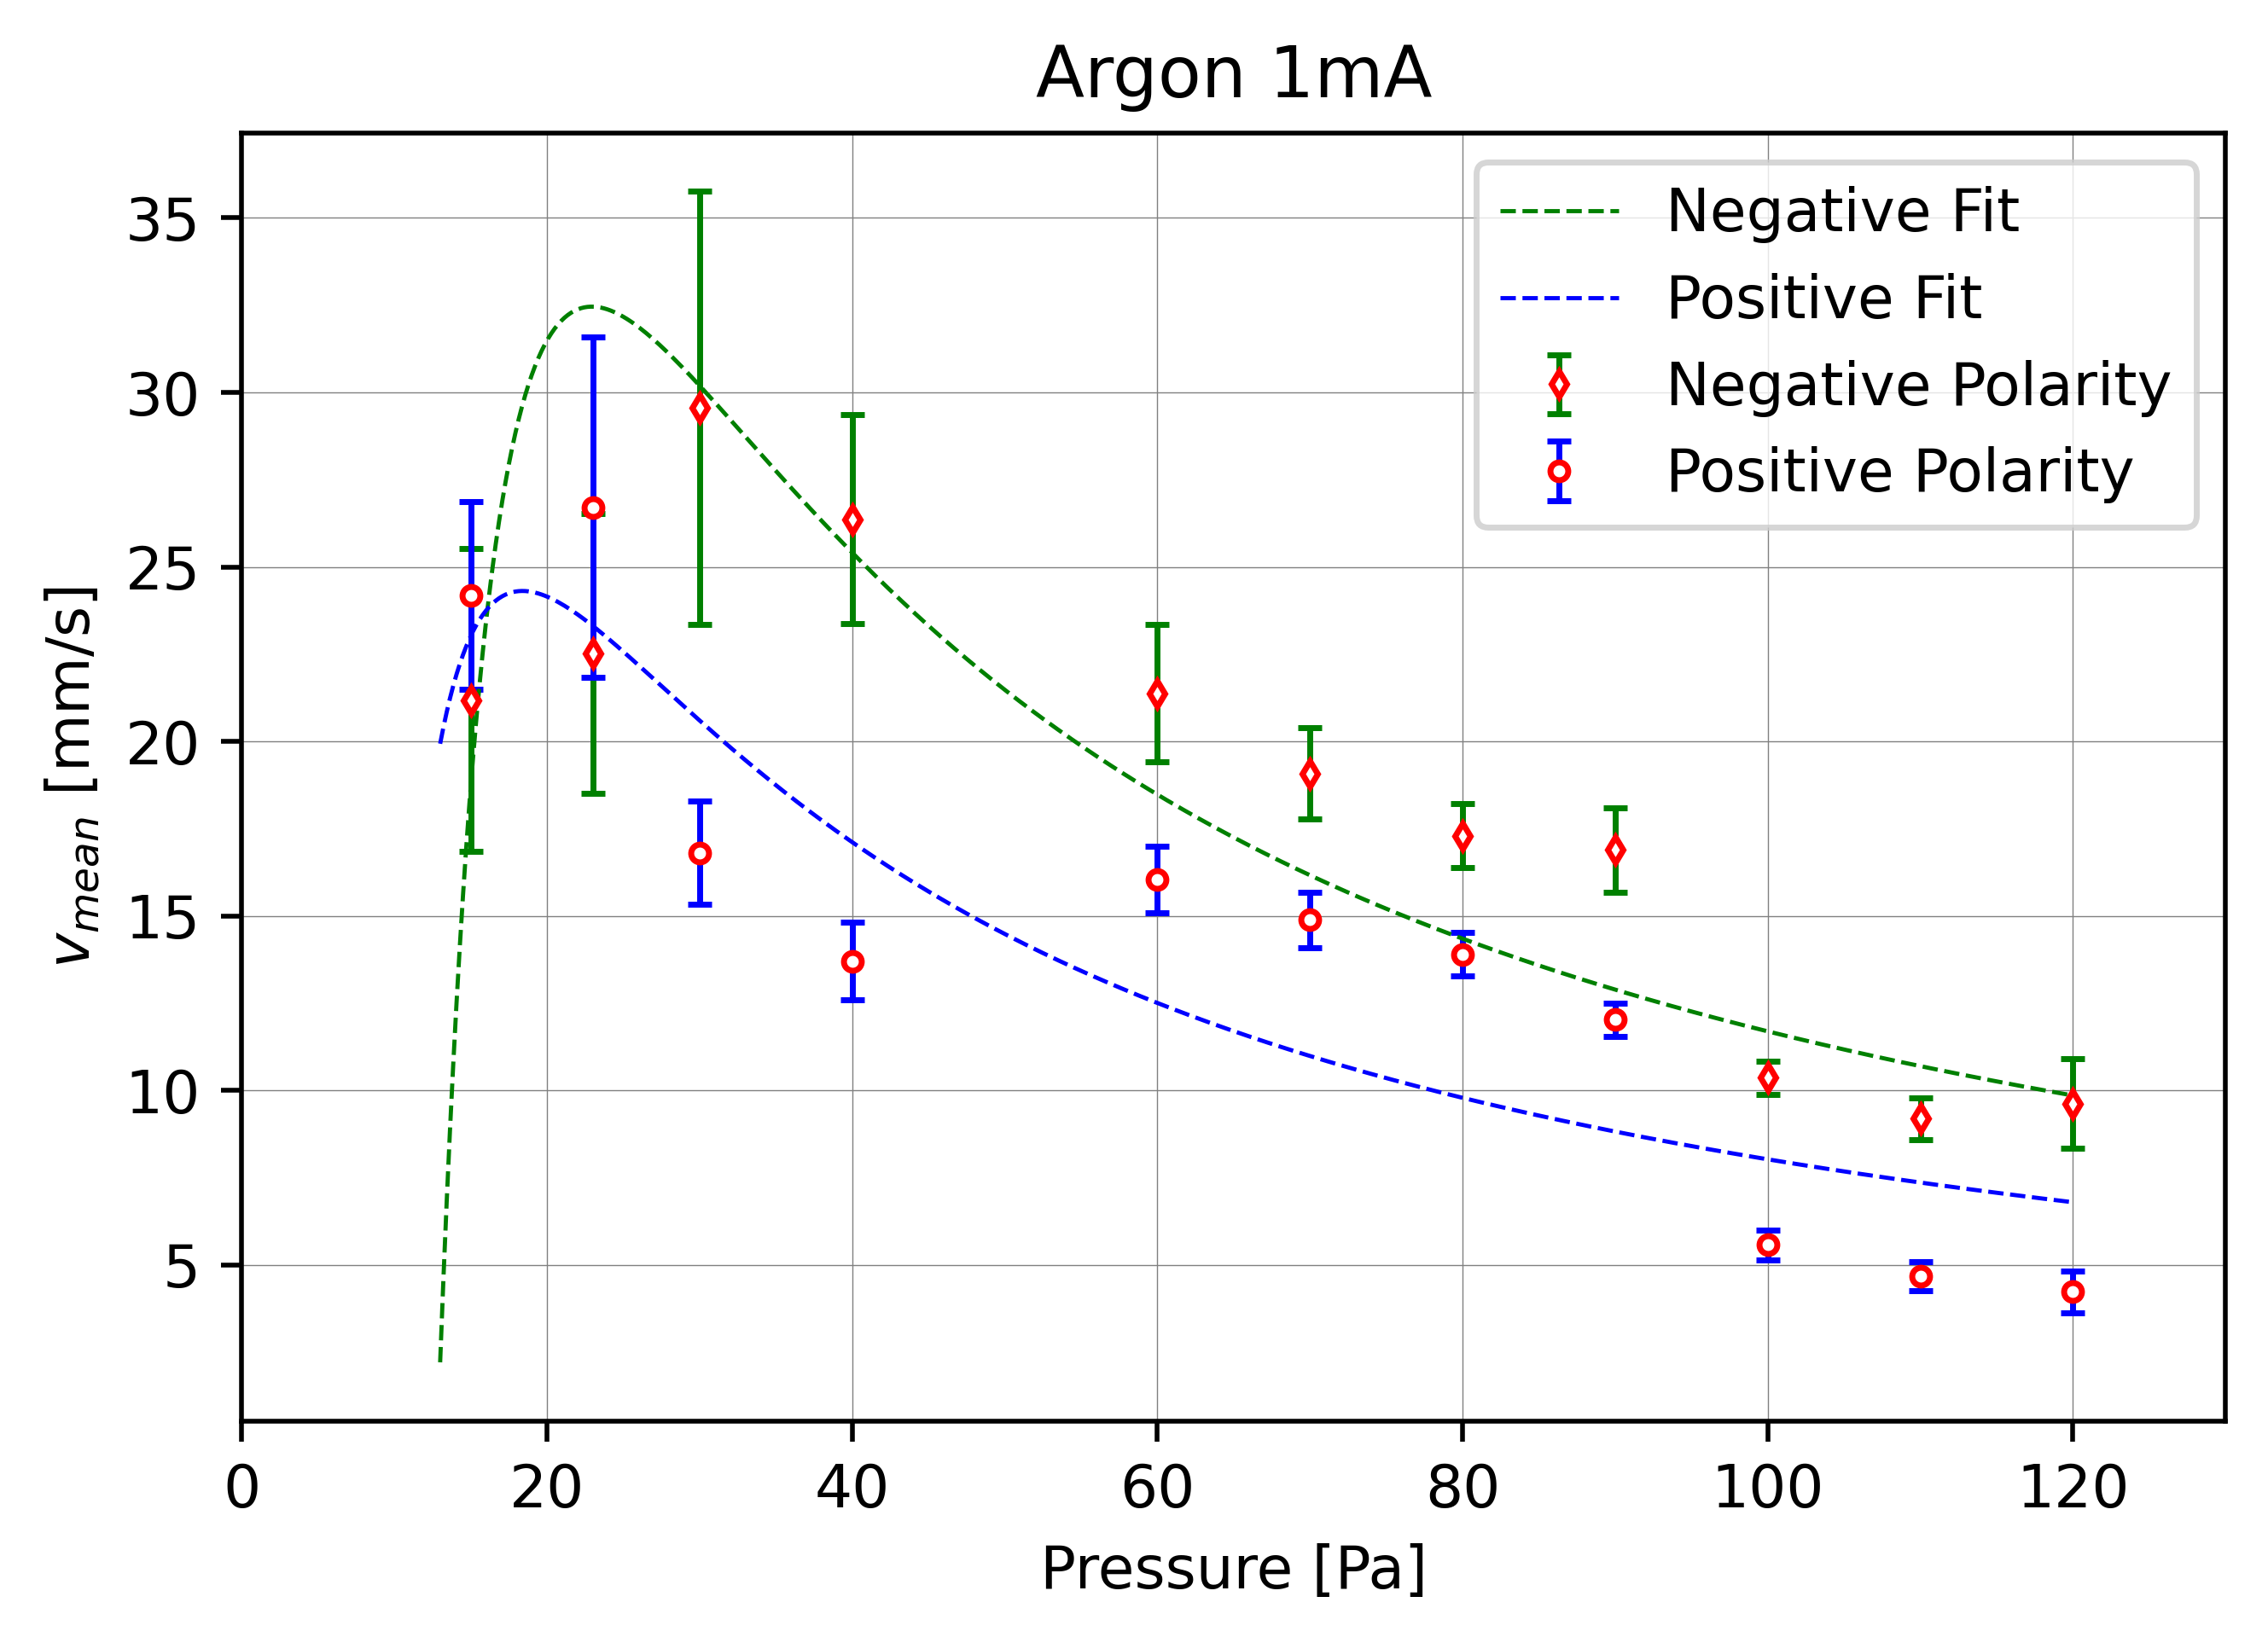 Argon 1mA
v_mean [mm/s]
35
30
25
20
15
10
5
0 20 40 60 80 100 120
Pressure [Pa]
Negative Fit
Positive Fit
Negative Polarity
Positive Polarity